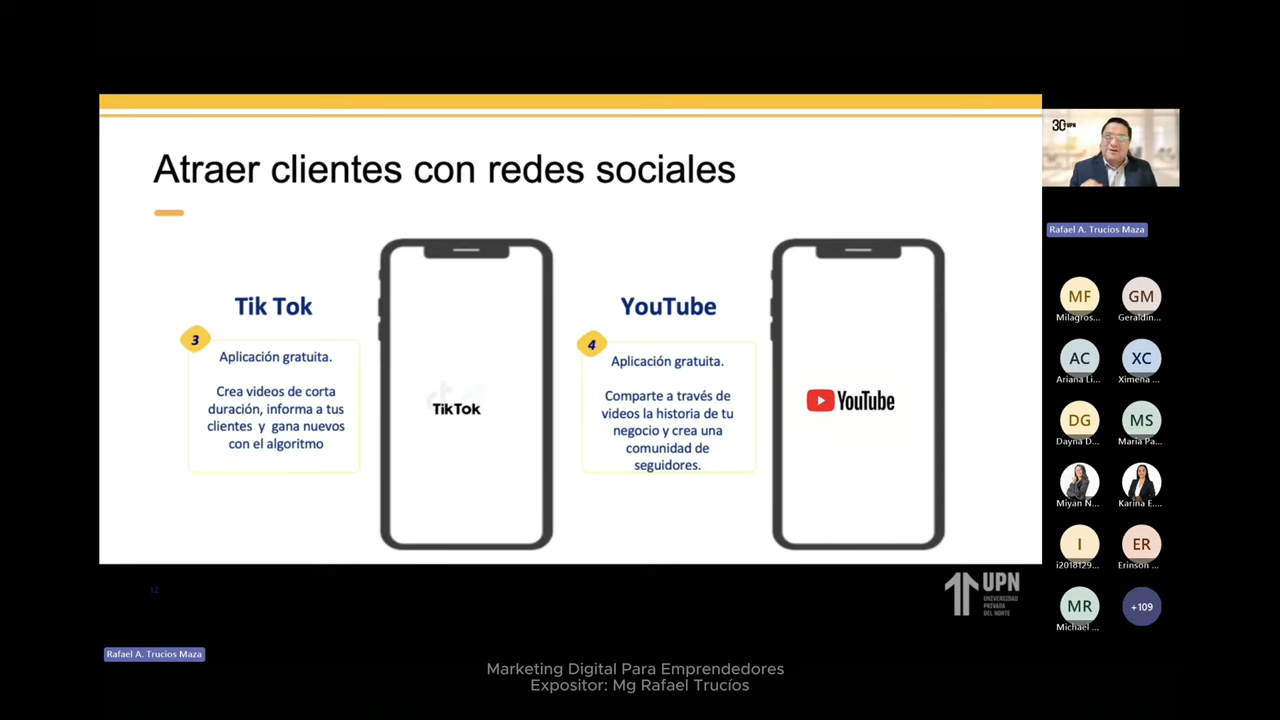 Atraer clientes con redes sociales
Tik Tok
3
Aplicación gratuita.
Crea videos de corta
duración, informa a tus
clientes y gana nuevos
con el algoritmo
TikTok
YouTube
4
Aplicación gratuita.
Comparte a través de
videos la historia de tu
negocio y crea una
comunidad de
seguidores.
YouTube
12
UPN
UNIVERSIDAD
PRIVADA
DEL NORTE
30 UPN
Rafael A. Trucios Maza
MF
Milagros...
GM
Geraldin...
AC
Ariana Li...
XC
Ximena ...
DG
Dayna D...
MS
Maria Pa...
Miyan N...
Karina E...
I
i2018129...
ER
Erinson ...
MR
Michael ...
+109
Rafael A. Trucios Maza
Marketing Digital Para Emprendedores
Expositor: Mg Rafael Trucíos